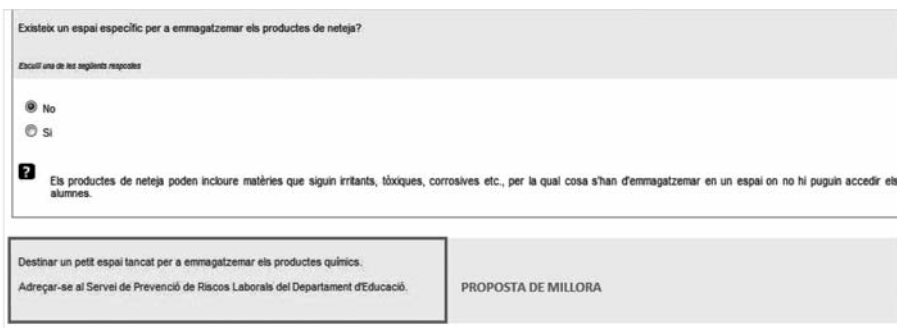 Existeix un espai específic per a emmagatzemar els productes de neteja?
Esculli una de les següents respostes
No
Si
?
Els productes de neteja poden incloure matèries que siguin irritants, tòxiques, corrosives etc., per la qual cosa s'han d'emmagatzemar en un espai on no hi puguin accedir els
alumnes.
Destinar un petit espai tancat per a emmagatzemar els productes químics.
Adreçar-se al Servei de Prevenció de Riscos Laborals del Departament d'Educació.
PROPOSTA DE MILLORA